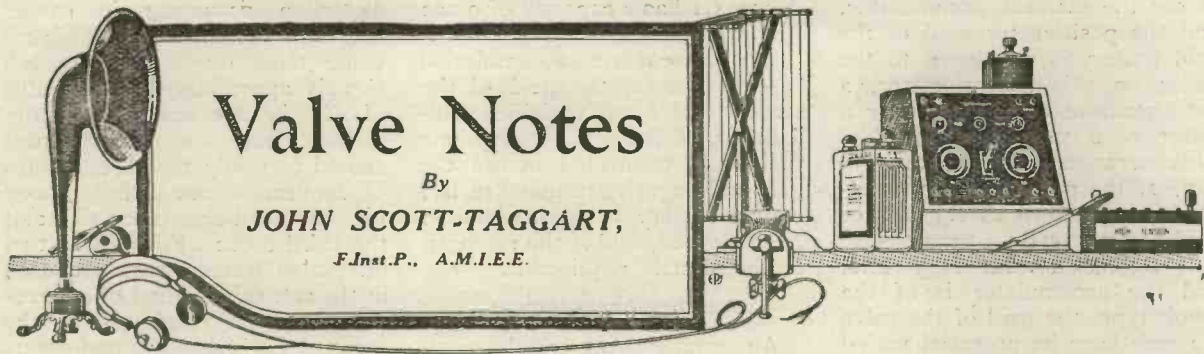 Valve Notes
By
JOHN SCOTT-TAGGART,
F.Inst.P., A.M.I.E.E.
HIGH TENSION